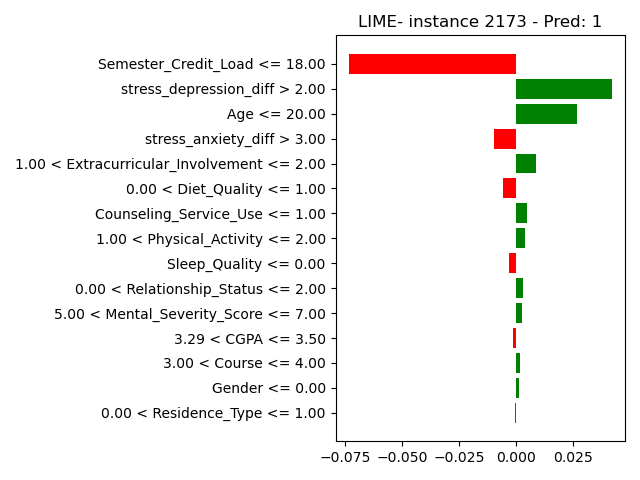 LIME- instance 2173 - Pred: 1
Semester_Credit_Load <= 18.00
stress_depression_diff > 2.00
Age <= 20.00
stress_anxiety_diff > 3.00
1.00 < Extracurricular_Involvement <= 2.00
0.00 < Diet_Quality <= 1.00
Counseling_Service_Use <= 1.00
1.00 < Physical_Activity <= 2.00
Sleep_Quality <= 0.00
0.00 < Relationship_Status <= 2.00
5.00 < Mental_Severity_Score <= 7.00
3.29 < CGPA <= 3.50
3.00 < Course <= 4.00
Gender <= 0.00
0.00 < Residence_Type <= 1.00
−0.075 −0.050 −0.025 0.000 0.025